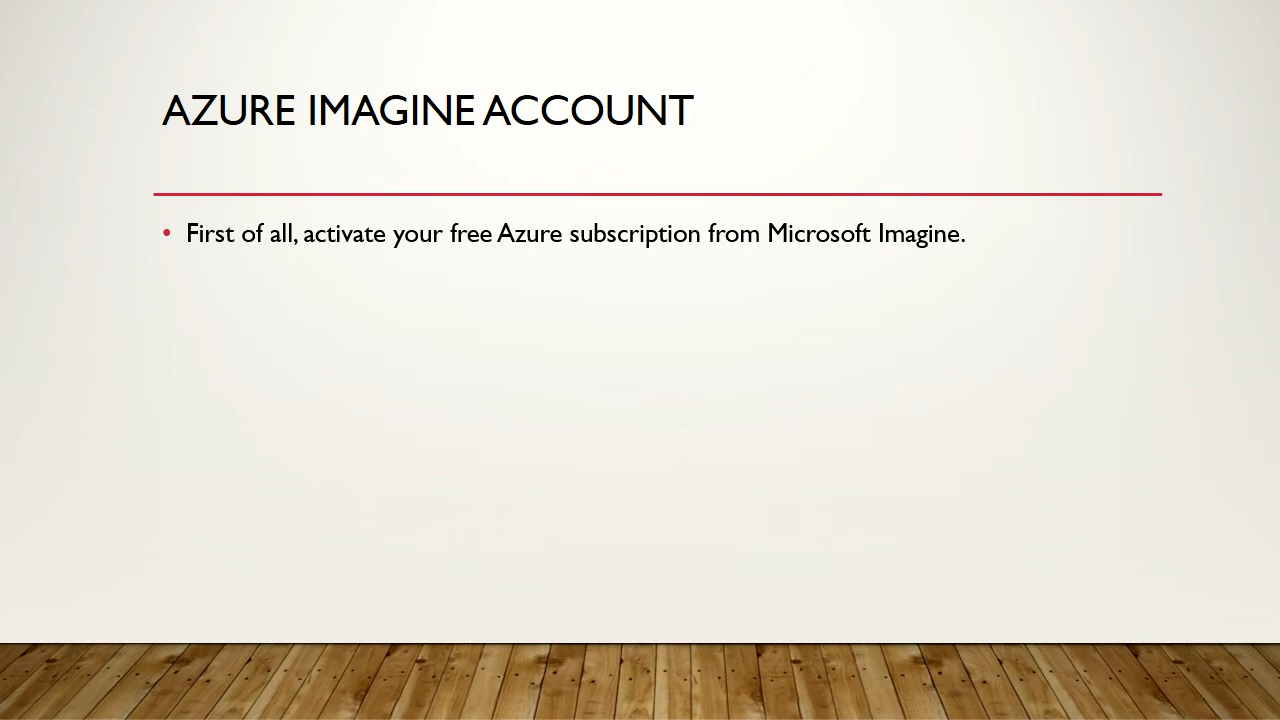 AZURE IMAGINE ACCOUNT
• First of all, activate your free Azure subscription from Microsoft Imagine.